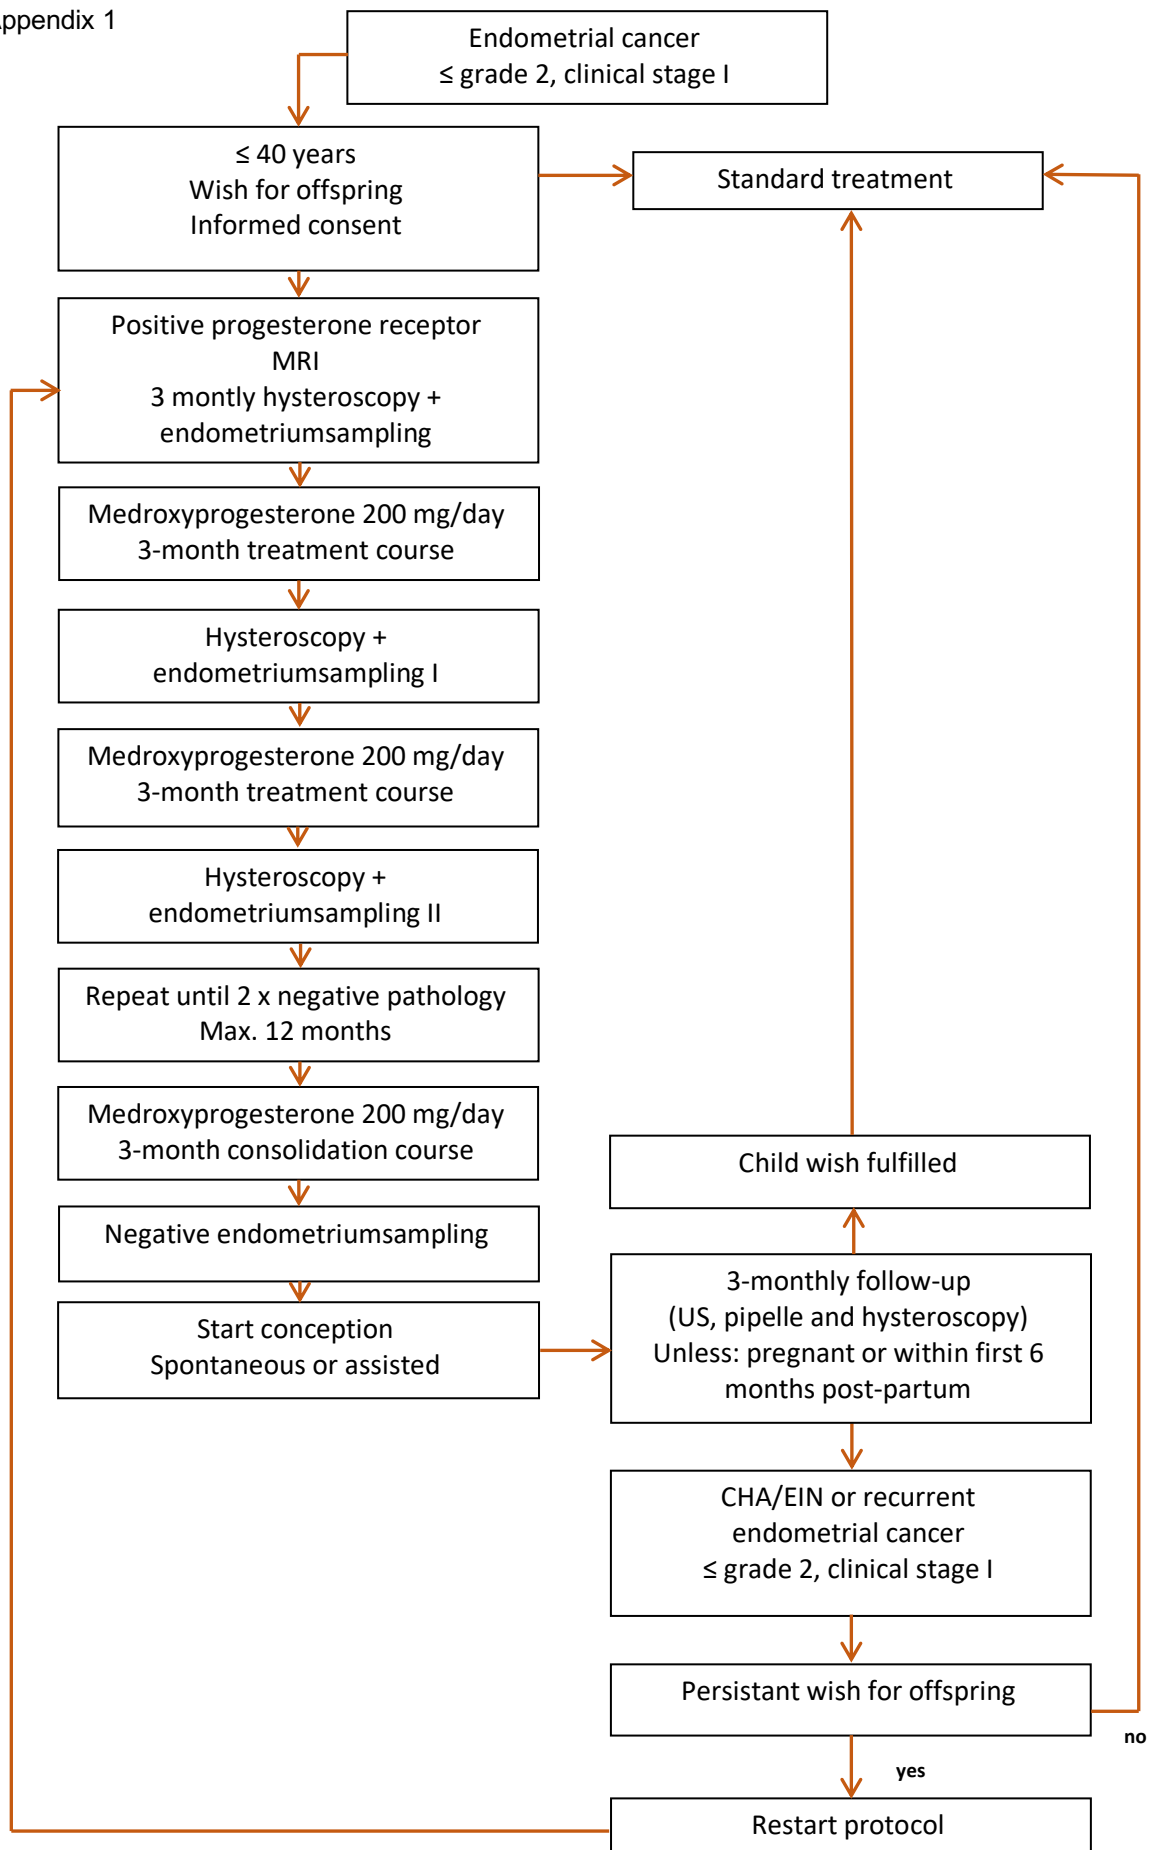 Appendix 1
Endometrial cancer
≤ grade 2, clinical stage I
≤ 40 years
Wish for offspring
Informed consent
Standard treatment
Positive progesterone receptor
MRI
3 montly hysteroscopy +
endometriumsampling
Medroxyprogesterone 200 mg/day
3-month treatment course
Hysteroscopy +
endometriumsampling I
Medroxyprogesterone 200 mg/day
3-month treatment course
Hysteroscopy +
endometriumsampling II
Repeat until 2 x negative pathology
Max. 12 months
Medroxyprogesterone 200 mg/day
3-month consolidation course
Negative endometriumsampling
Start conception
Spontaneous or assisted
Child wish fulfilled
3-monthly follow-up
(US, pipelle and hysteroscopy)
Unless: pregnant or within first 6
months post-partum
CHA/EIN or recurrent
endometrial cancer
≤ grade 2, clinical stage I
Persistant wish for offspring
no
yes
Restart protocol